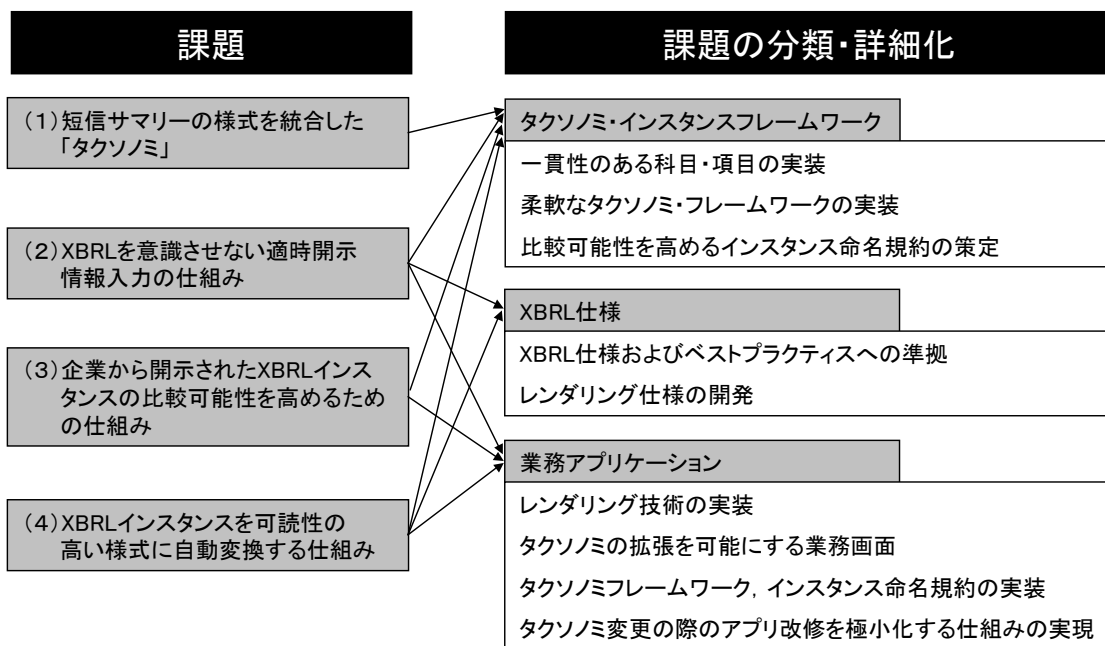 課題
(1)短信サマリーの様式を統合した
「タクソノミ」
(2)XBRLを意識させない適時開示
情報入力の仕組み
(3)企業から開示されたXBRLインス
タンスの比較可能性を高めるため
の仕組み
(4)XBRLインスタンスを可読性の
高い様式に自動変換する仕組み
課題の分類・詳細化
タクソノミ・インスタンスフレームワーク
一貫性のある科目・項目の実装
柔軟なタクソノミ・フレームワークの実装
比較可能性を高めるインスタンス命名規約の策定
XBRL仕様
XBRL仕様およびベストプラクティスへの準拠
レンダリング仕様の開発
業務アプリケーション
レンダリング技術の実装
タクソノミの拡張を可能にする業務画面
タクソノミフレームワーク, インスタンス命名規約の実装
タクソノミ変更の際のアプリ改修を極小化する仕組みの実現